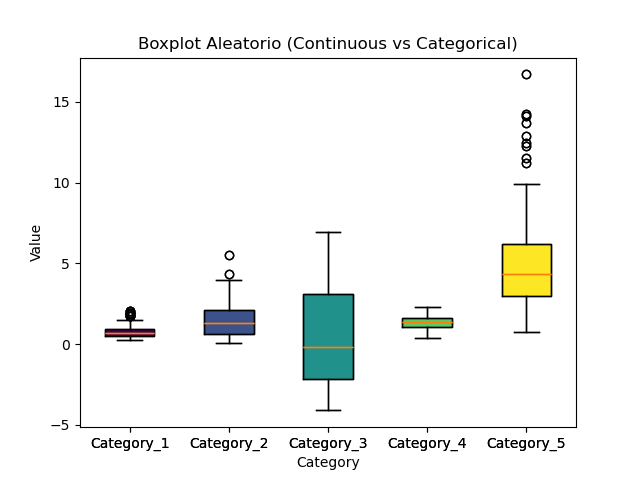 Boxplot Aleatorio (Continuous vs Categorical)
15
10
5
0
−5
Value
Category_1 Category_2 Category_3 Category_4 Category_5
Category